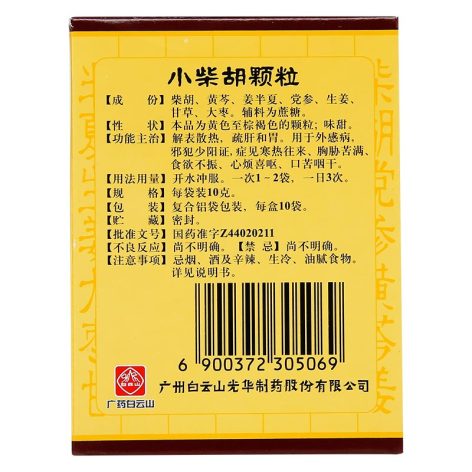 小柴胡颗粒
【成 份】柴胡、黄芩、姜半夏、党参、生姜、
甘草、大枣。辅料为蔗糖。
【性 状】本品为黄色至棕褐色的颗粒；味甜。
【功能主治】解表散热，疏肝和胃。用于外感病，
邪犯少阳证，症见寒热往来、胸胁苦满、
食欲不振、心烦喜呕、口苦咽干。
【用法用量】开水冲服。一次1～2袋，一日3次。
【规 格】每袋装10克。
【包 装】复合铝袋包装，每盒10袋。
【贮 藏】密封。
【批准文号】国药准字Z44020211
【不良反应】尚不明确。【禁 忌】尚不明确。
【注意事项】忌烟、酒及辛辣、生冷、油腻食物。
详见说明书。
6 900372 305069
白云山
广药白云山
广州白云山光华制药股份有限公司